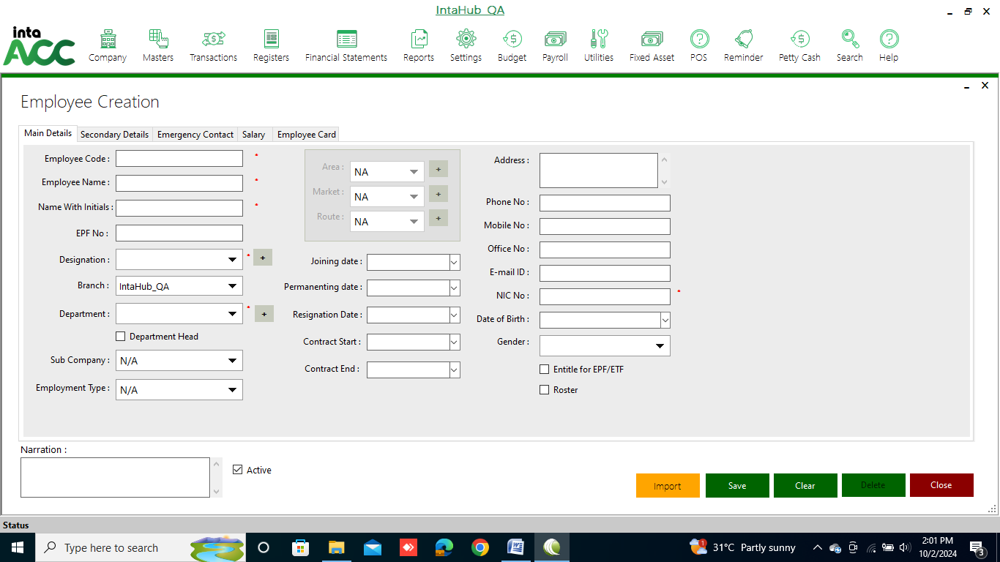 IntaHub_QA
inta
ACC
Company Masters Transactions Registers Financial Statements Reports Settings Budget Payroll Utilities Fixed Asset POS Reminder Petty Cash Search Help
Employee Creation
Main Details Secondary Details Emergency Contact Salary Employee Card
Employee Code : *
Employee Name : *
Name With Initials : *
EPF No :
Designation : * +
Branch : IntaHub_QA
Department : * +
Department Head
Sub Company : N/A
Employment Type : N/A
Area : NA +
Market : NA +
Route : NA +
Joining date :
Permanenting date :
Resignation Date :
Contract Start :
Contract End :
Address :
Phone No :
Mobile No :
Office No :
E-mail ID :
NIC No : *
Date of Birth :
Gender :
Entitle for EPF/ETF
Roster
Narration :
Active
Import Save Clear Delete Close
Status
Type here to search
1
31°C Partly sunny
2:01 PM
10/2/2024
3